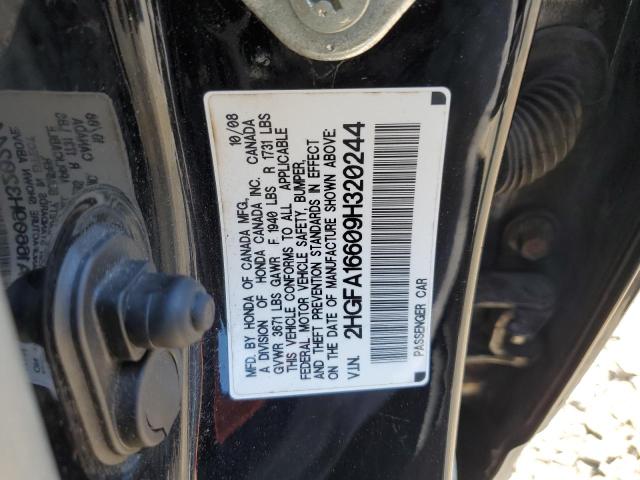 MFD. BY HONDA OF CANADA MFG. 10/08
A DIVISION OF HONDA CANADA INC. CANADA
GVWR 3671 LBS GAWR F 1940 LBS R 1731 LBS
THIS VEHICLE CONFORMS TO ALL APPLICABLE
FEDERAL MOTOR VEHICLE SAFETY, BUMPER,
AND THEFT PREVENTION STANDARDS IN EFFECT
ON THE DATE OF MANUFACTURE SHOWN ABOVE.
V.I.N. 2HGFA16609H320244
PASSENGER CAR